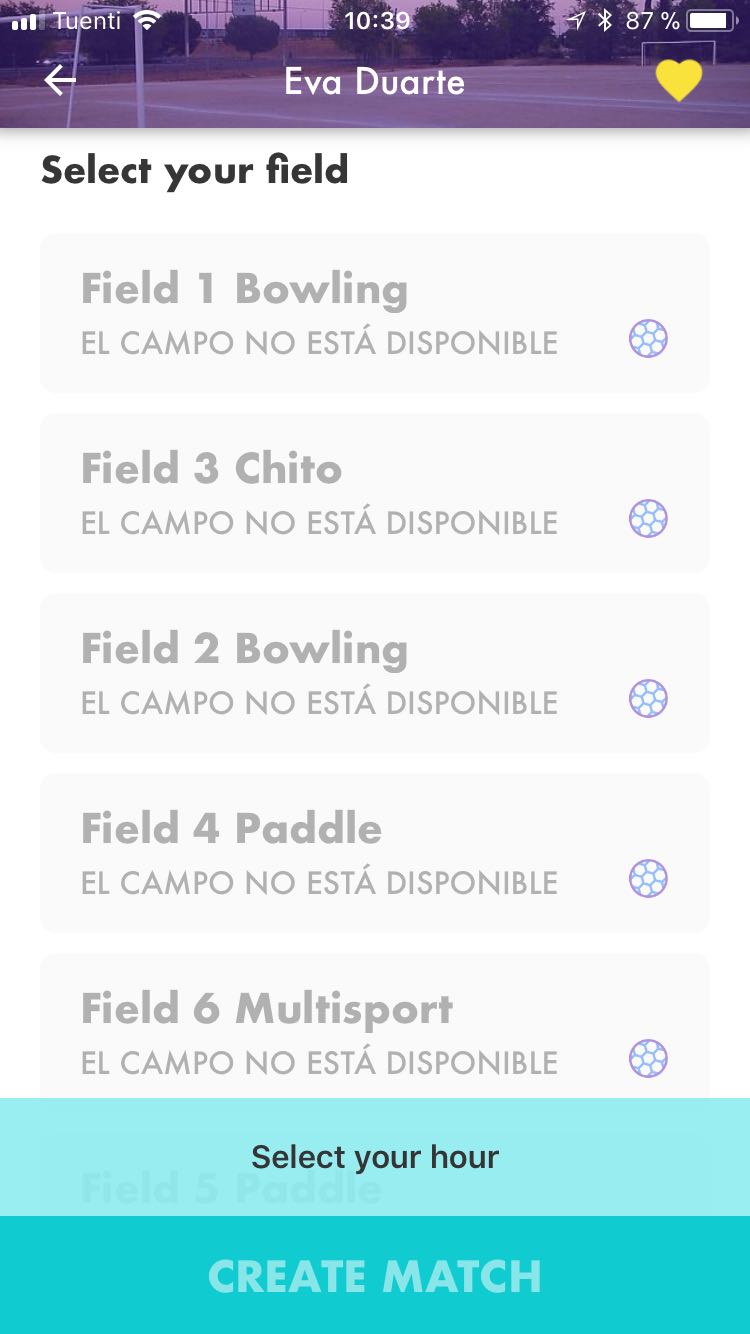 Tuenti 10:39 87 %
Eva Duarte
Select your field
Field 1 Bowling
EL CAMPO NO ESTÁ DISPONIBLE
Field 3 Chito
EL CAMPO NO ESTÁ DISPONIBLE
Field 2 Bowling
EL CAMPO NO ESTÁ DISPONIBLE
Field 4 Paddle
EL CAMPO NO ESTÁ DISPONIBLE
Field 6 Multisport
EL CAMPO NO ESTÁ DISPONIBLE
Select your hour
Field 5 Paddle
CREATE MATCH